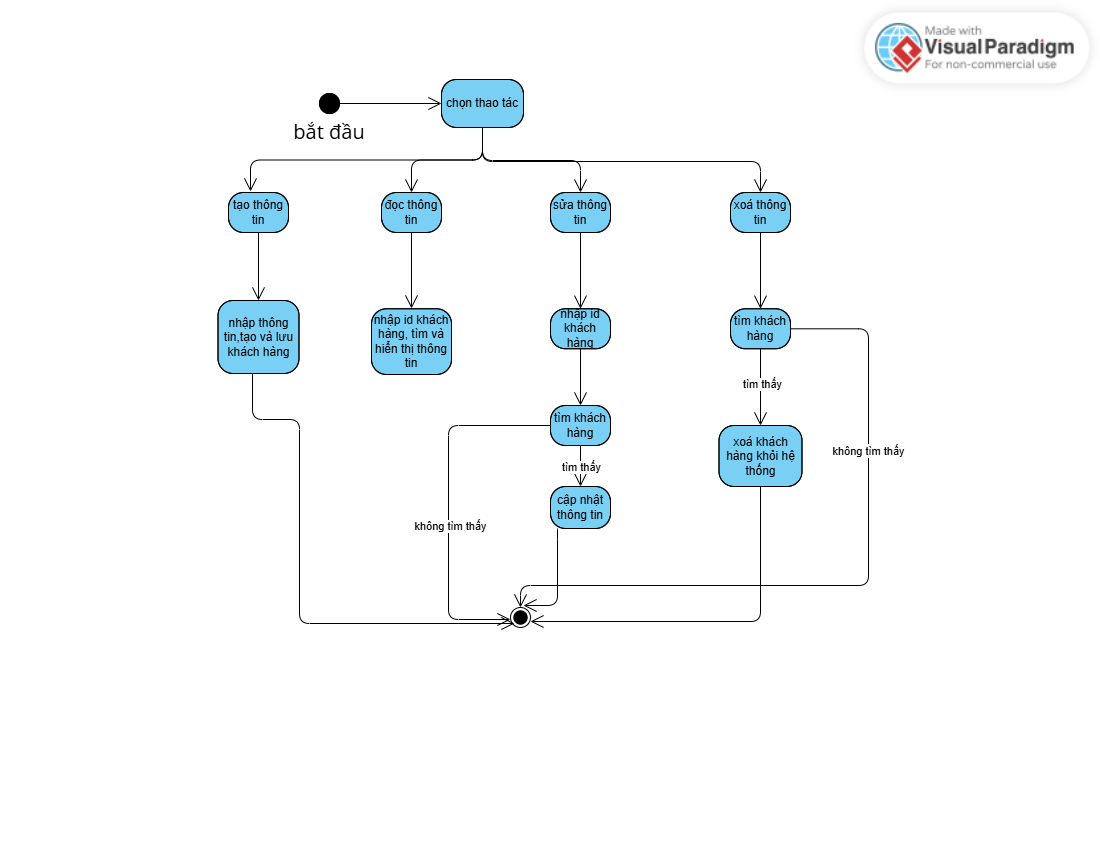 Made with
Visual Paradigm
For non-commercial use
chọn thao tác
bắt đầu
tạo thông
tin
đọc thông
tin
sửa thông
tin
xoá thông
tin
nhập thông
tin,tạo và lưu
khách hàng
nhập id khách
hàng, tìm và
hiển thị thông
tin
nhập id
khách
hàng
tìm khách
hàng
tìm thấy
tìm khách
hàng
xoá khách
hàng khỏi hệ
thống
không tìm thấy
tìm thấy
cập nhật
thông tin
không tìm thấy